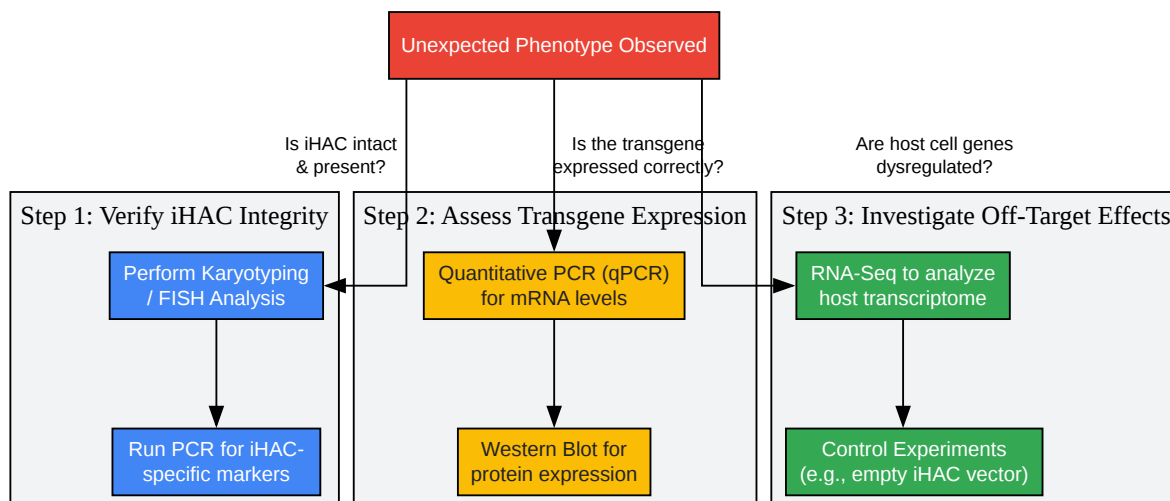 Unexpected Phenotype Observed
Is iHAC intact
& present?
Is the transgene
expressed correctly?
Are host cell genes
dysregulated?
Step 1: Verify iHAC Integrity
Step 2: Assess Transgene Expression
Step 3: Investigate Off-Target Effects
Perform Karyotyping
/ FISH Analysis
Quantitative PCR (qPCR)
for mRNA levels
RNA-Seq to analyze
host transcriptome
Run PCR for iHAC-
specific markers
Western Blot for
protein expression
Control Experiments
(e.g., empty iHAC vector)